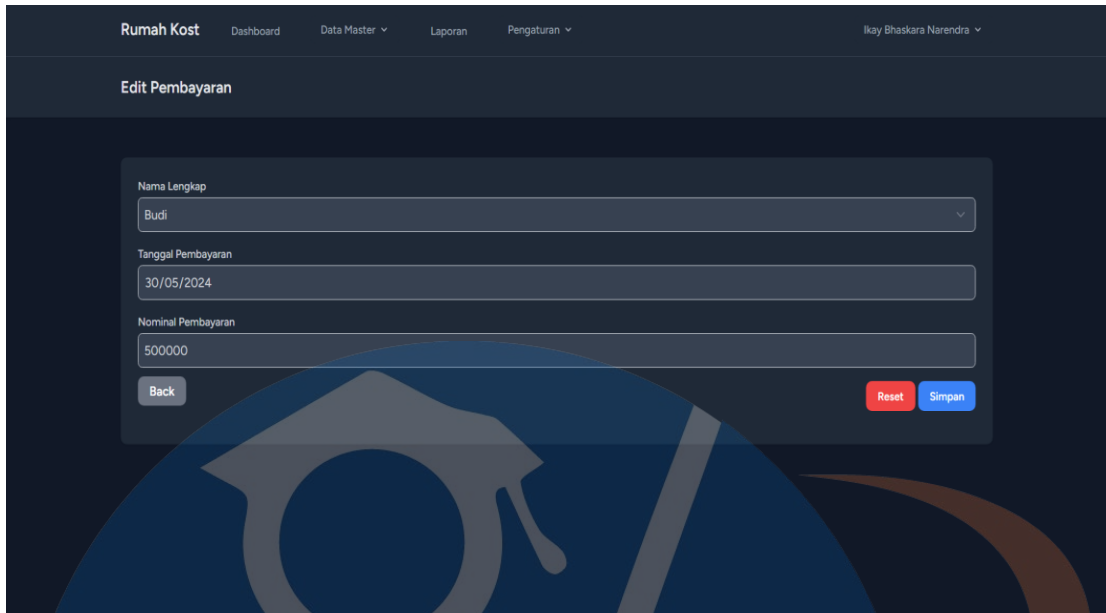 Rumah Kost Dashboard Data Master Laporan Pengaturan Ikay Bhaskara Narendra
Edit Pembayaran
Nama Lengkap
Budi
Tanggal Pembayaran
30/05/2024
Nominal Pembayaran
500000
Back Reset Simpan